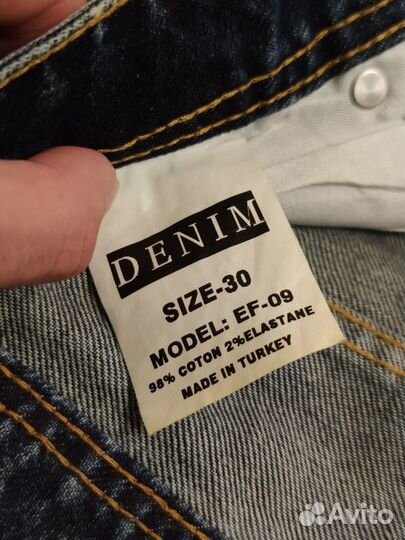 DENIM
SIZE-30
MODEL: EF-09
98% COTON 2%ELASTANE
MADE IN TURKEY
Avito